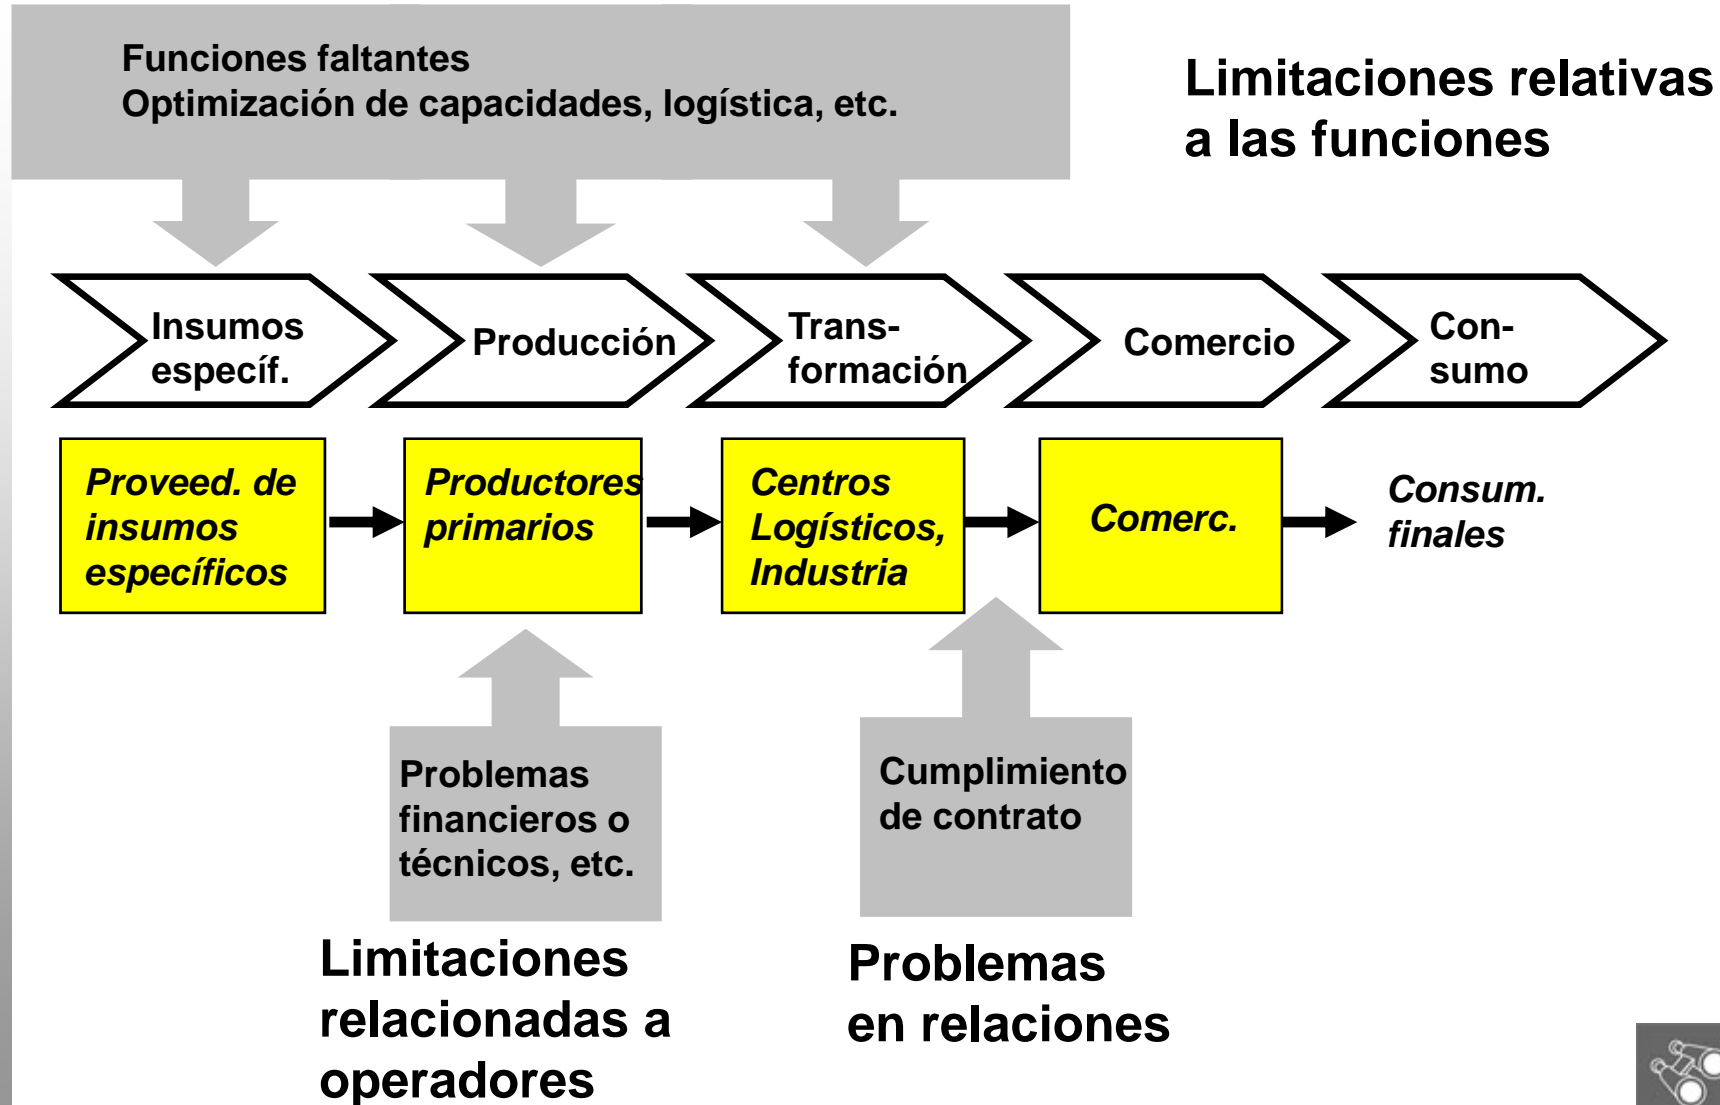 Funciones faltantes
Optimización de capacidades, logística, etc.
Limitaciones relativas
a las funciones
Insumos
específ.
Producción
Trans-
formación
Comercio
Con-
sumo
Proveed. de
insumos
específicos
Productores
primarios
Centros
Logísticos,
Industria
Comerc.
Consum.
finales
Problemas
financieros o
técnicos, etc.
Cumplimiento
de contrato
Limitaciones
relacionadas a
operadores
Problemas
en relaciones